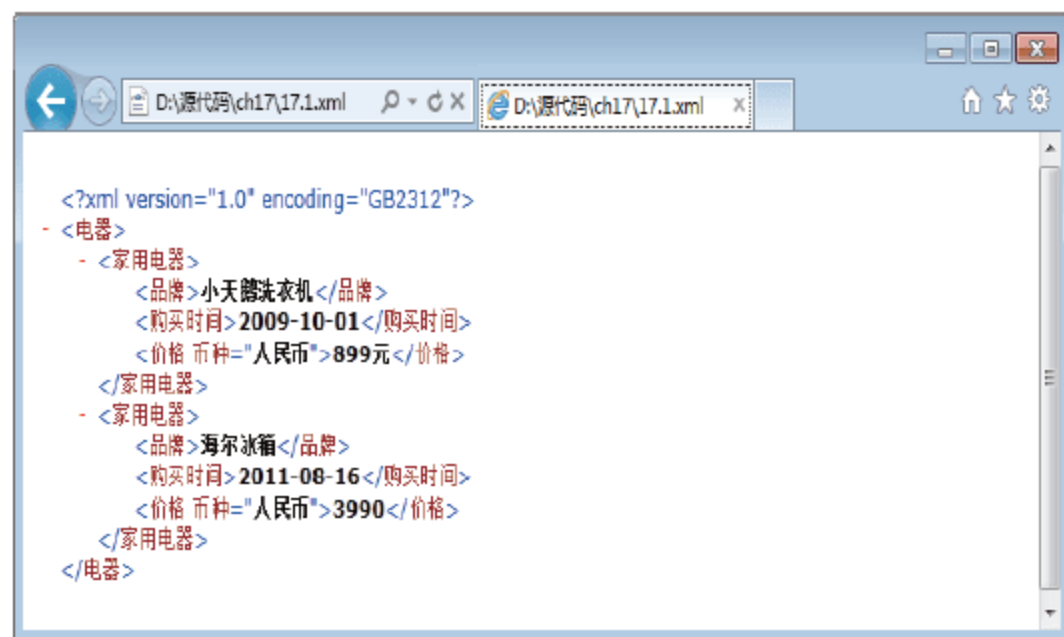 D:\源代码\ch17\17.1.xml
D:\源代码\ch17\17.1.xml
<?xml version="1.0" encoding="GB2312"?>
- <电器>
- <家用电器>
<品牌>小天鹅洗衣机</品牌>
<购买时间>2009-10-01</购买时间>
<价格 币种="人民币">899元</价格>
</家用电器>
- <家用电器>
<品牌>海尔冰箱</品牌>
<购买时间>2011-08-16</购买时间>
<价格 币种="人民币">3990</价格>
</家用电器>
</电器>